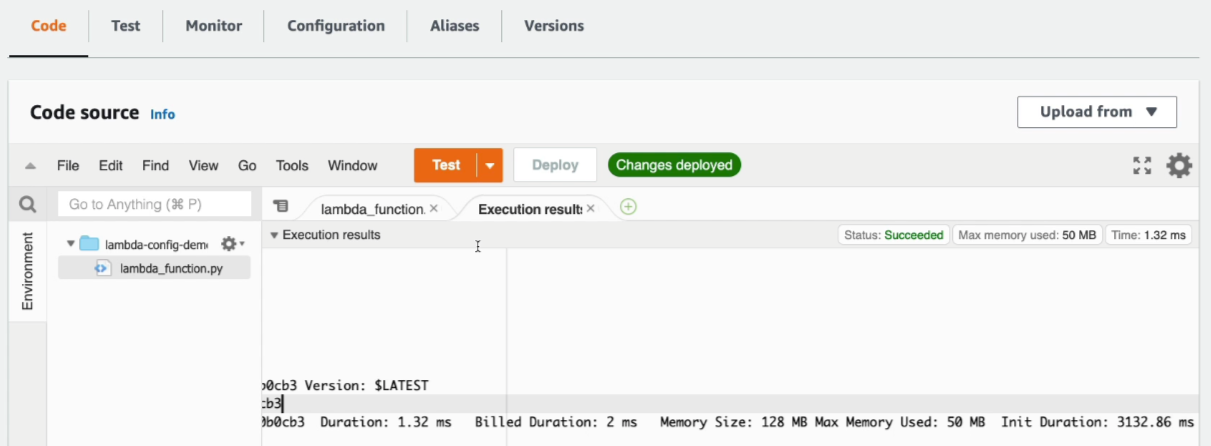 Code Test Monitor Configuration Aliases Versions
Code source Info Upload from
File Edit Find View Go Tools Window Test Deploy Changes deployed
Go to Anything (⌘ P) lambda_function. Execution results
Execution results Status: Succeeded Max memory used: 50 MB Time: 1.32 ms
Environment
lambda-config-dem
lambda_function.py
b0cb3 Version: $LATEST
cb3
0b0cb3 Duration: 1.32 ms Billed Duration: 2 ms Memory Size: 128 MB Max Memory Used: 50 MB Init Duration: 3132.86 ms